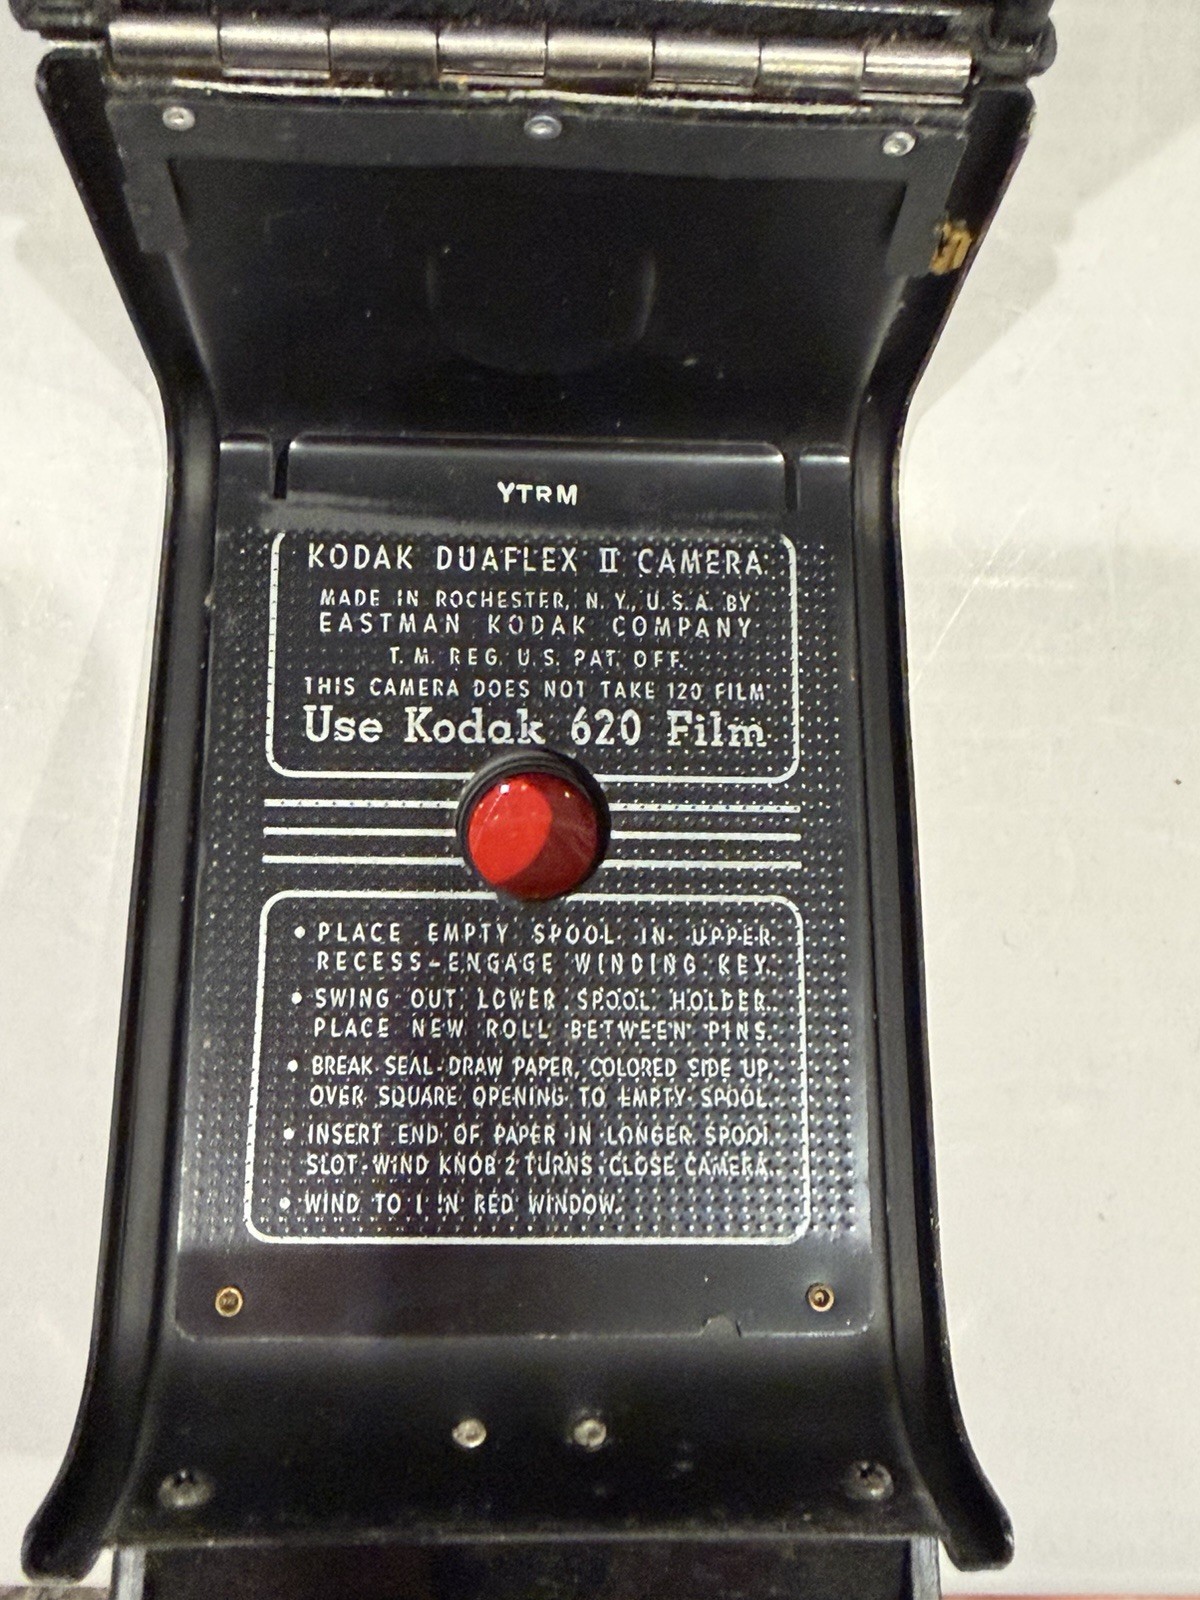 YTRM
KODAK DUAFLEX II CAMERA
MADE IN ROCHESTER, N. Y., U. S. A. BY
EASTMAN KODAK COMPANY
T. M. REG. U. S. PAT. OFF.
THIS CAMERA DOES NOT TAKE 120 FILM
Use Kodak 620 Film
• PLACE EMPTY SPOOL IN UPPER
RECESS-ENGAGE WINDING KEY.
• SWING OUT LOWER SPOOL HOLDER.
PLACE NEW ROLL BETWEEN PINS.
• BREAK SEAL-DRAW PAPER, COLORED SIDE UP,
OVER SQUARE OPENING TO EMPTY SPOOL.
• INSERT END OF PAPER IN LONGER SPOOL
SLOT-WIND KNOB 2 TURNS, CLOSE CAMERA.
• WIND TO 1 IN RED WINDOW.